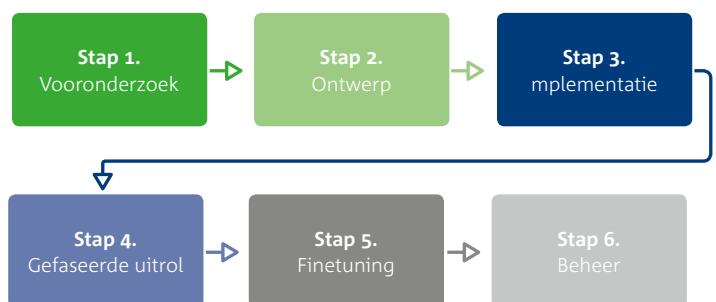 Stap 1.
Vooronderzoek
Stap 2.
Ontwerp
Stap 3.
mplementatie
Stap 4.
Gefaseerde uitrol
Stap 5.
Finetuning
Stap 6.
Beheer